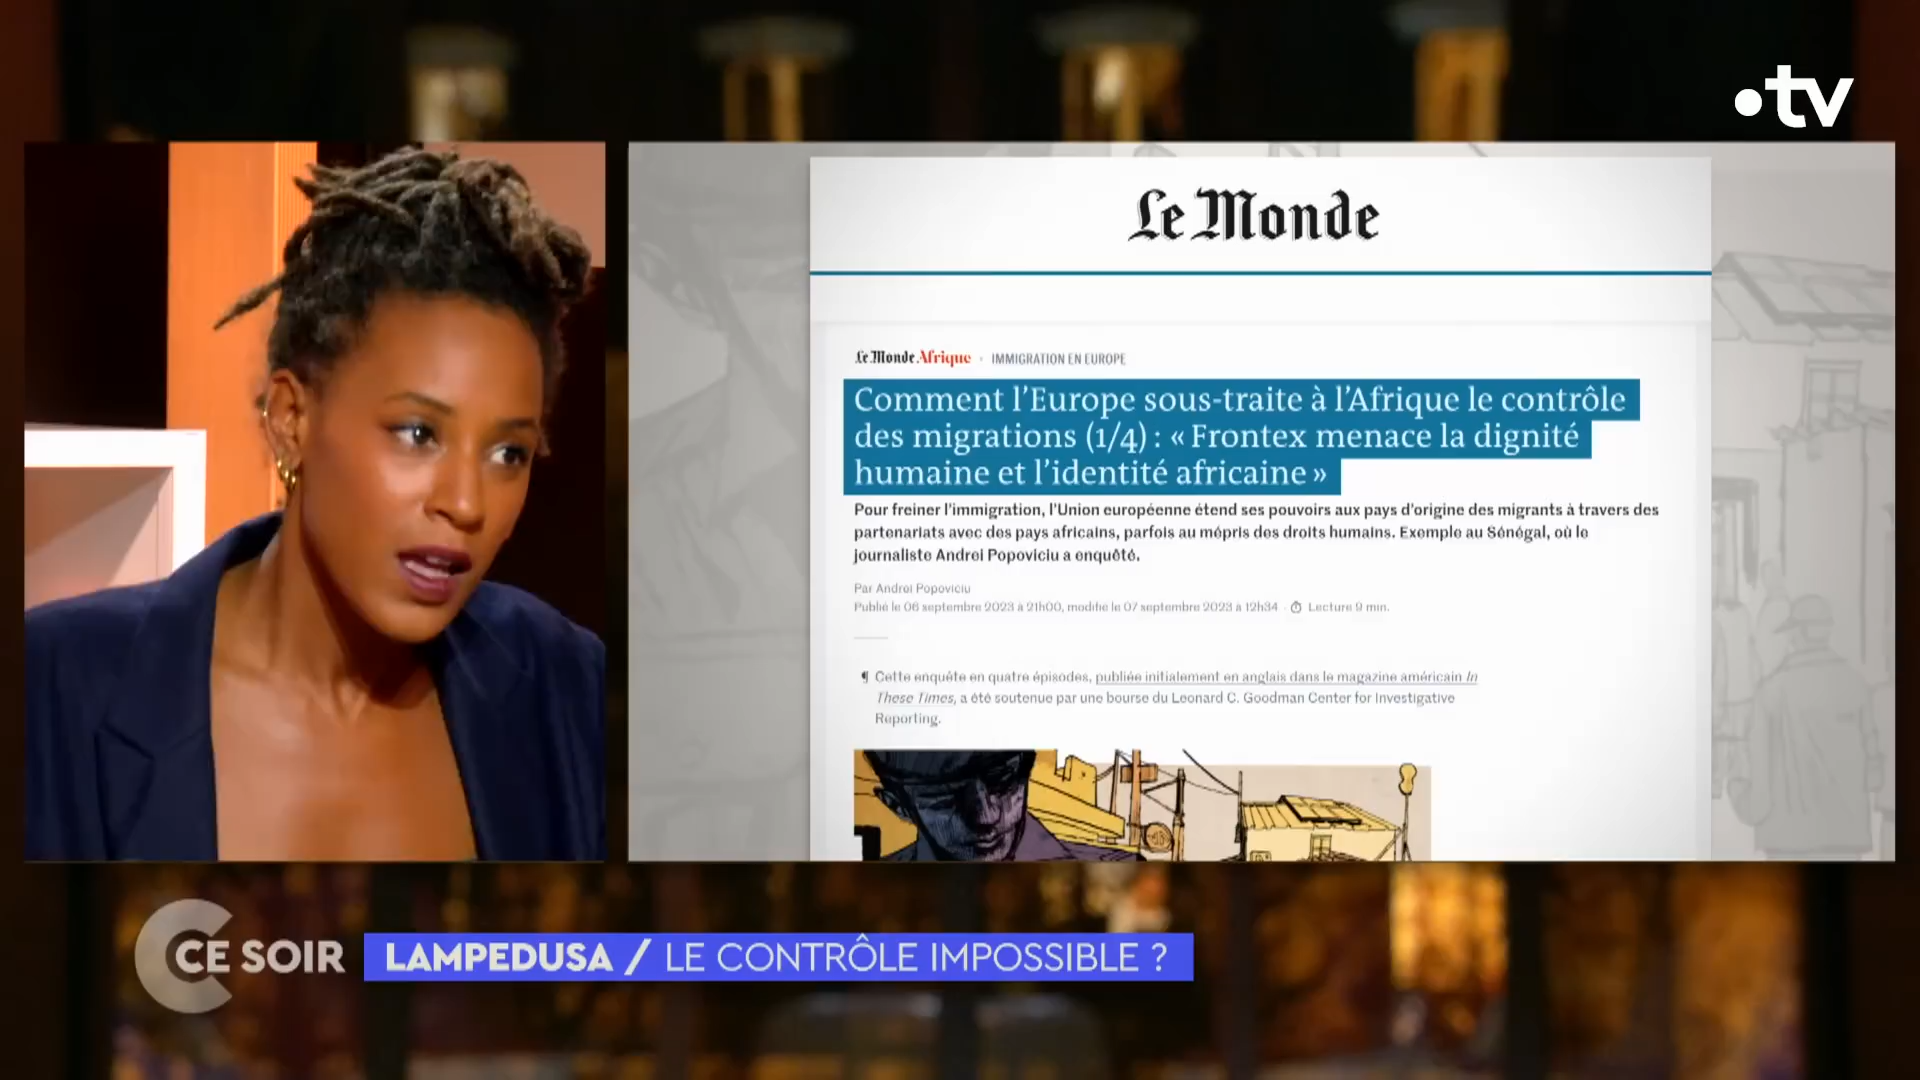 tv
Le Monde
Le Monde Afrique • IMMIGRATION EN EUROPE
Comment l'Europe sous-traite à l'Afrique le contrôle
des migrations (1/4) : « Frontex menace la dignité
humaine et l'identité africaine »
Pour freiner l'immigration, l'Union européenne étend ses pouvoirs aux pays d'origine des migrants à travers des
partenariats avec des pays africains, parfois au mépris des droits humains. Exemple au Sénégal, où le
journaliste Andrei Popoviciu a enquêté.
Par Andrei Popoviciu
Publié le 06 septembre 2023 à 21h00, modifié le 07 septembre 2023 à 12h34 · Lecture 9 min.
¶ Cette enquête en quatre épisodes, publiée initialement en anglais dans le magazine américain In
These Times, a été soutenue par une bourse du Leonard C. Goodman Center for Investigative
Reporting.
C CE SOIR LAMPEDUSA / LE CONTRÔLE IMPOSSIBLE ?